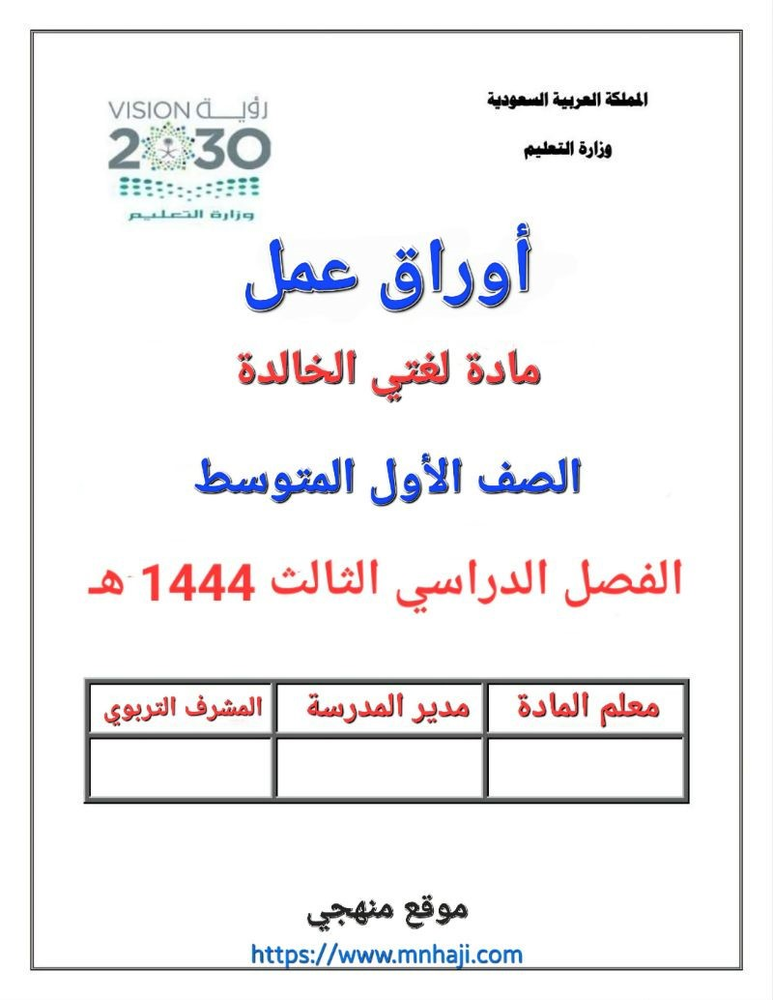 المملكة العربية السعودية
وزارة التعليم
VISION رؤيـــة
2030
وزارة التعـليـم
أوراق عمل
مادة لغتي الخالدة
الصف الأول المتوسط
الفصل الدراسي الثالث 1444 هـ
معلم المادة
مدير المدرسة
المشرف التربوي
موقع منهجي
https://www.mnhaji.com